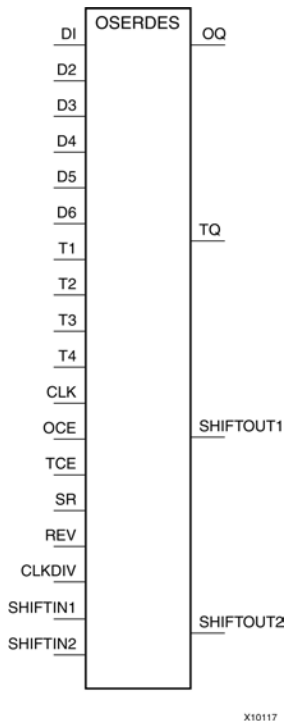 OSERDES
DI
OQ
D2
D3
D4
D5
D6
TQ
T1
T2
T3
T4
CLK
OCE
SHIFTOUT1
TCE
SR
REV
CLKDIV
SHIFTIN1
SHIFTOUT2
SHIFTIN2
X10117